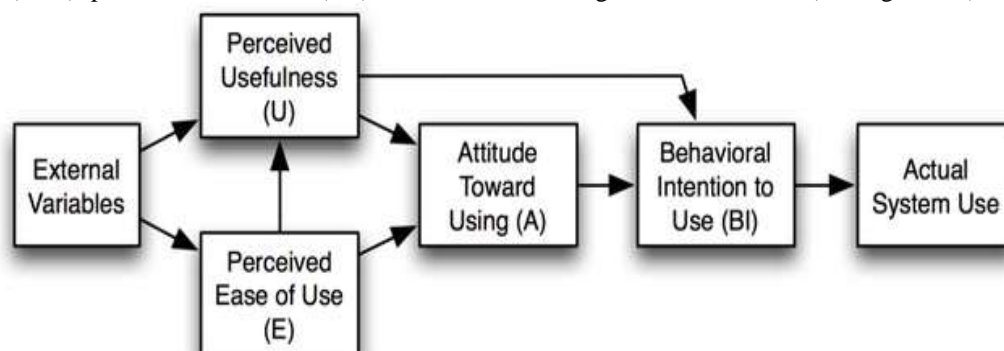 Perceived
Usefulness
(U)
External
Variables
Attitude
Toward
Using (A)
Behavioral
Intention to
Use (BI)
Actual
System Use
Perceived
Ease of Use
(E)